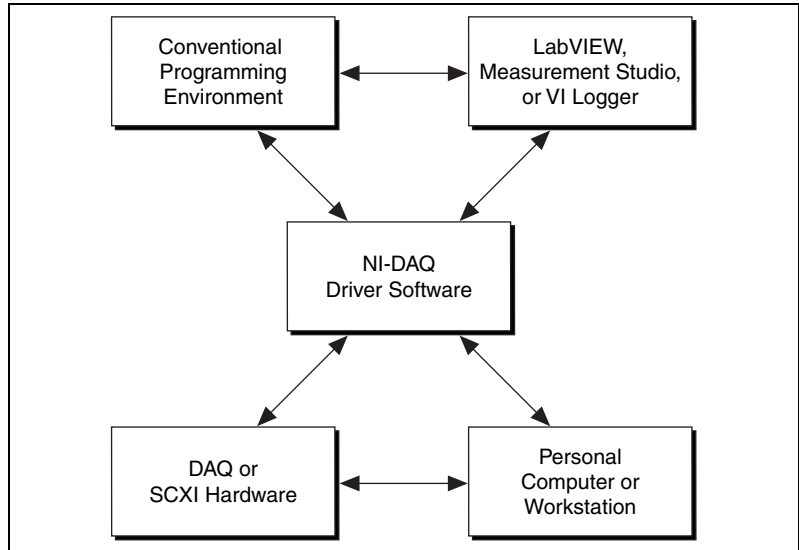 Conventional
Programming
Environment
LabVIEW,
Measurement Studio,
or VI Logger
NI-DAQ
Driver Software
DAQ or
SCXI Hardware
Personal
Computer or
Workstation